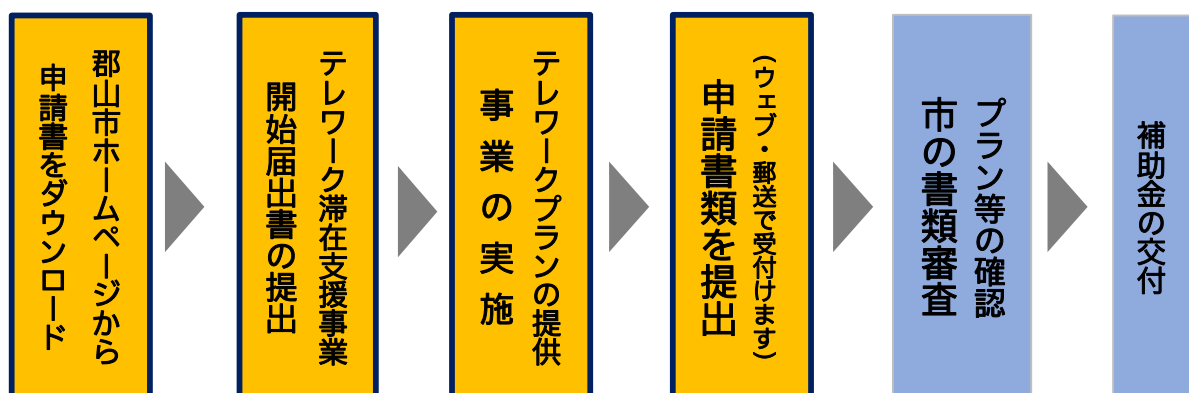 郡山市ホームページから
申請書をダウンロード
テレワーク滞在支援事業
開始届出書の提出
テレワークプランの提供
事業の実施
(ウェブ・郵送で受付けます)
申請書類を提出
プラン等の確認
市の書類審査
補助金の交付